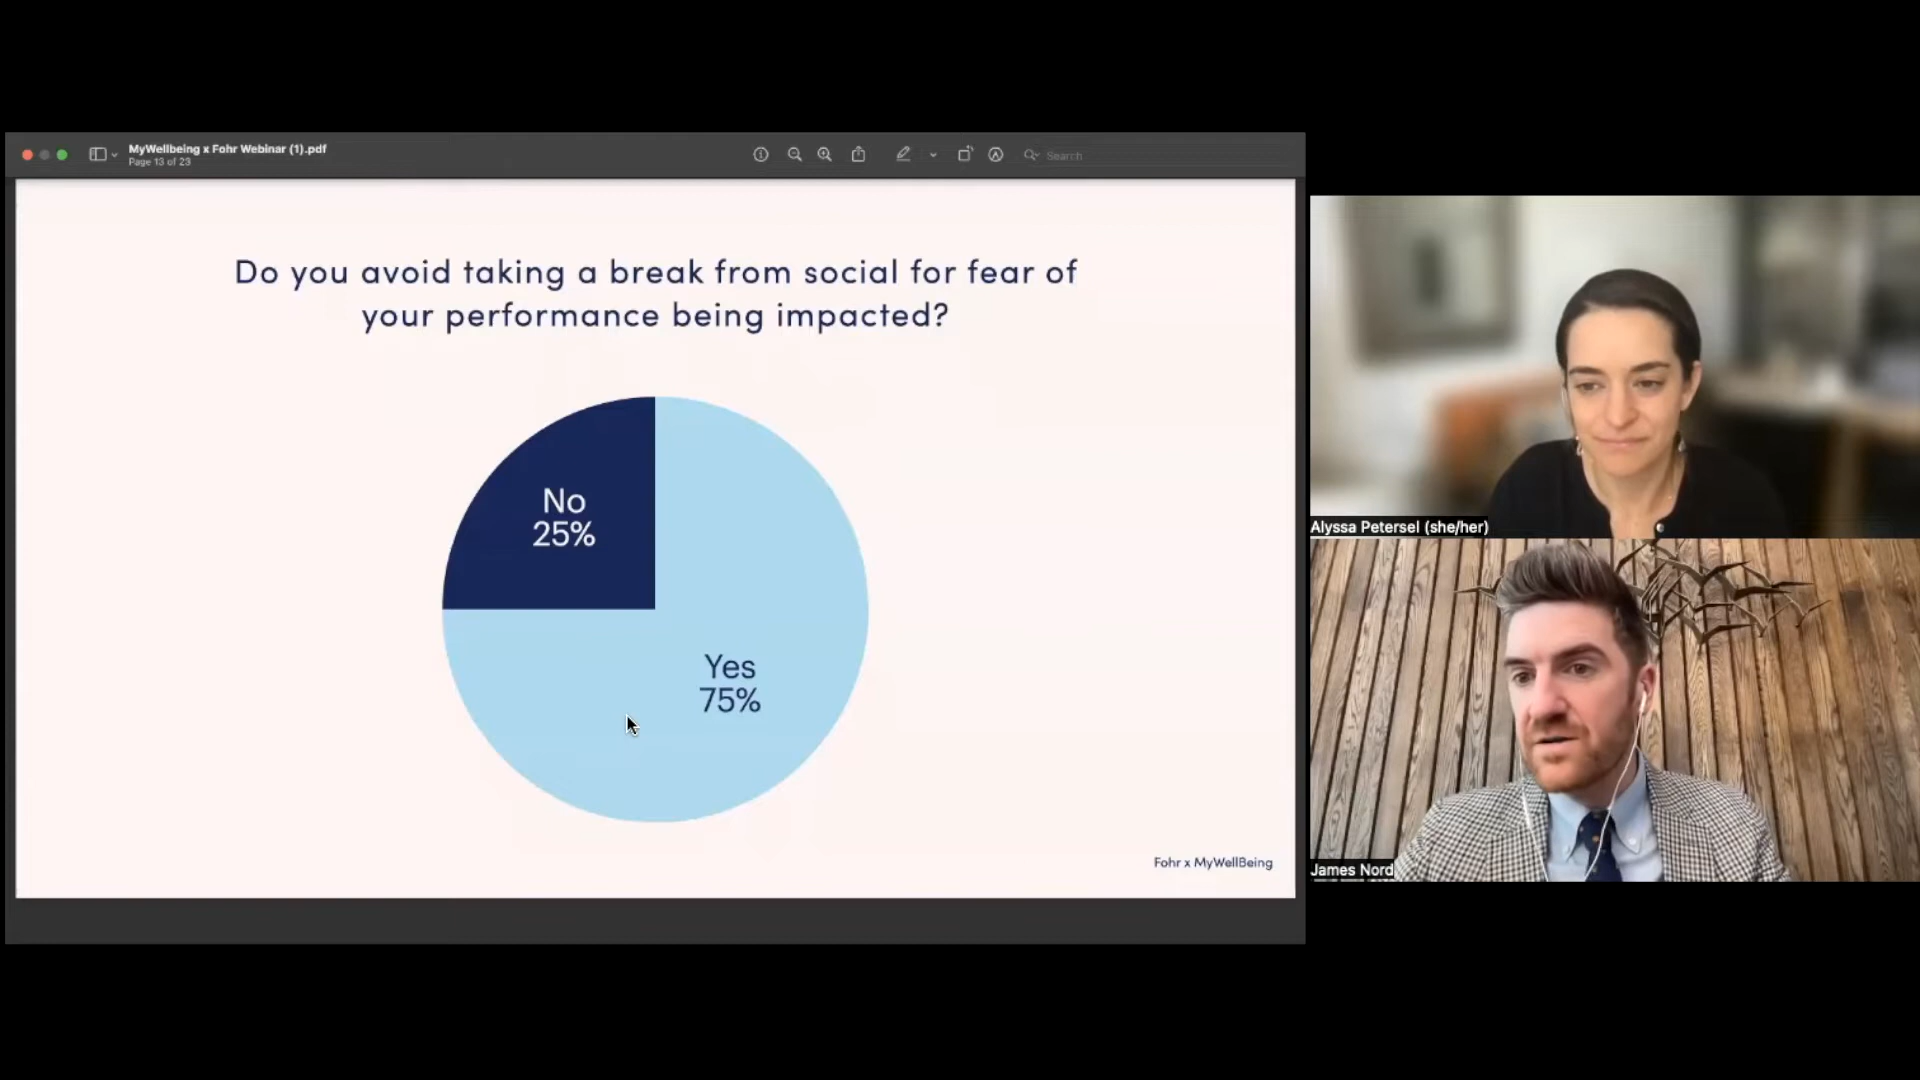 MyWellbeing x Fohr Webinar (1).pdf
Page 13 of 23
Search
Do you avoid taking a break from social for fear of
your performance being impacted?
No
25%
Yes
75%
Fohr x MyWellBeing
Alyssa Petersel (she/her)
James Nord